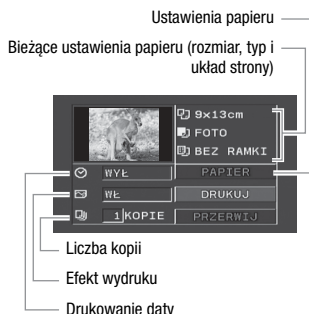 Ustawienia papieru
Bieżące ustawienia papieru (rozmiar, typ i
układ strony)
9x13cm
FOTO
BEZ RAMKI
WYŁ
PAPIER
WŁ
DRUKUJ
1 KOPIE
PRZERWIJ
Liczba kopii
Efekt wydruku
Drukowanie daty